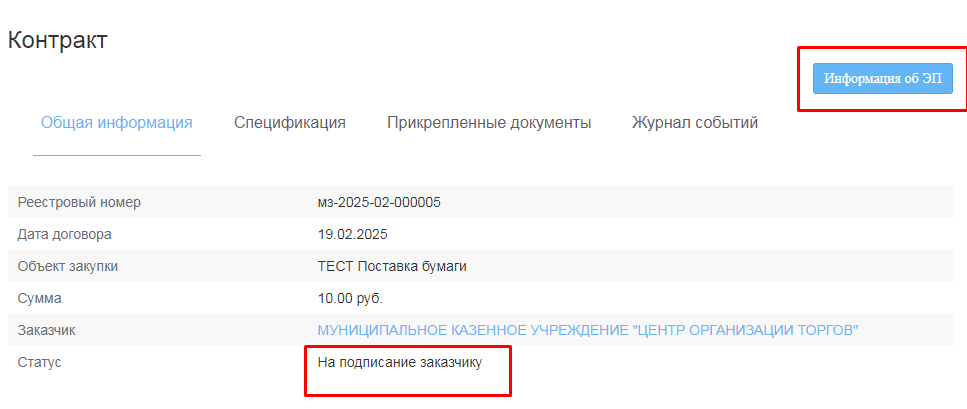 Контракт
Информация об ЭП
Общая информация Спецификация Прикрепленные документы Журнал событий
Реестровый номер мз-2025-02-000005
Дата договора 19.02.2025
Объект закупки ТЕСТ Поставка бумаги
Сумма 10.00 руб.
Заказчик МУНИЦИПАЛЬНОЕ КАЗЕННОЕ УЧРЕЖДЕНИЕ "ЦЕНТР ОРГАНИЗАЦИИ ТОРГОВ"
Статус На подписание заказчику